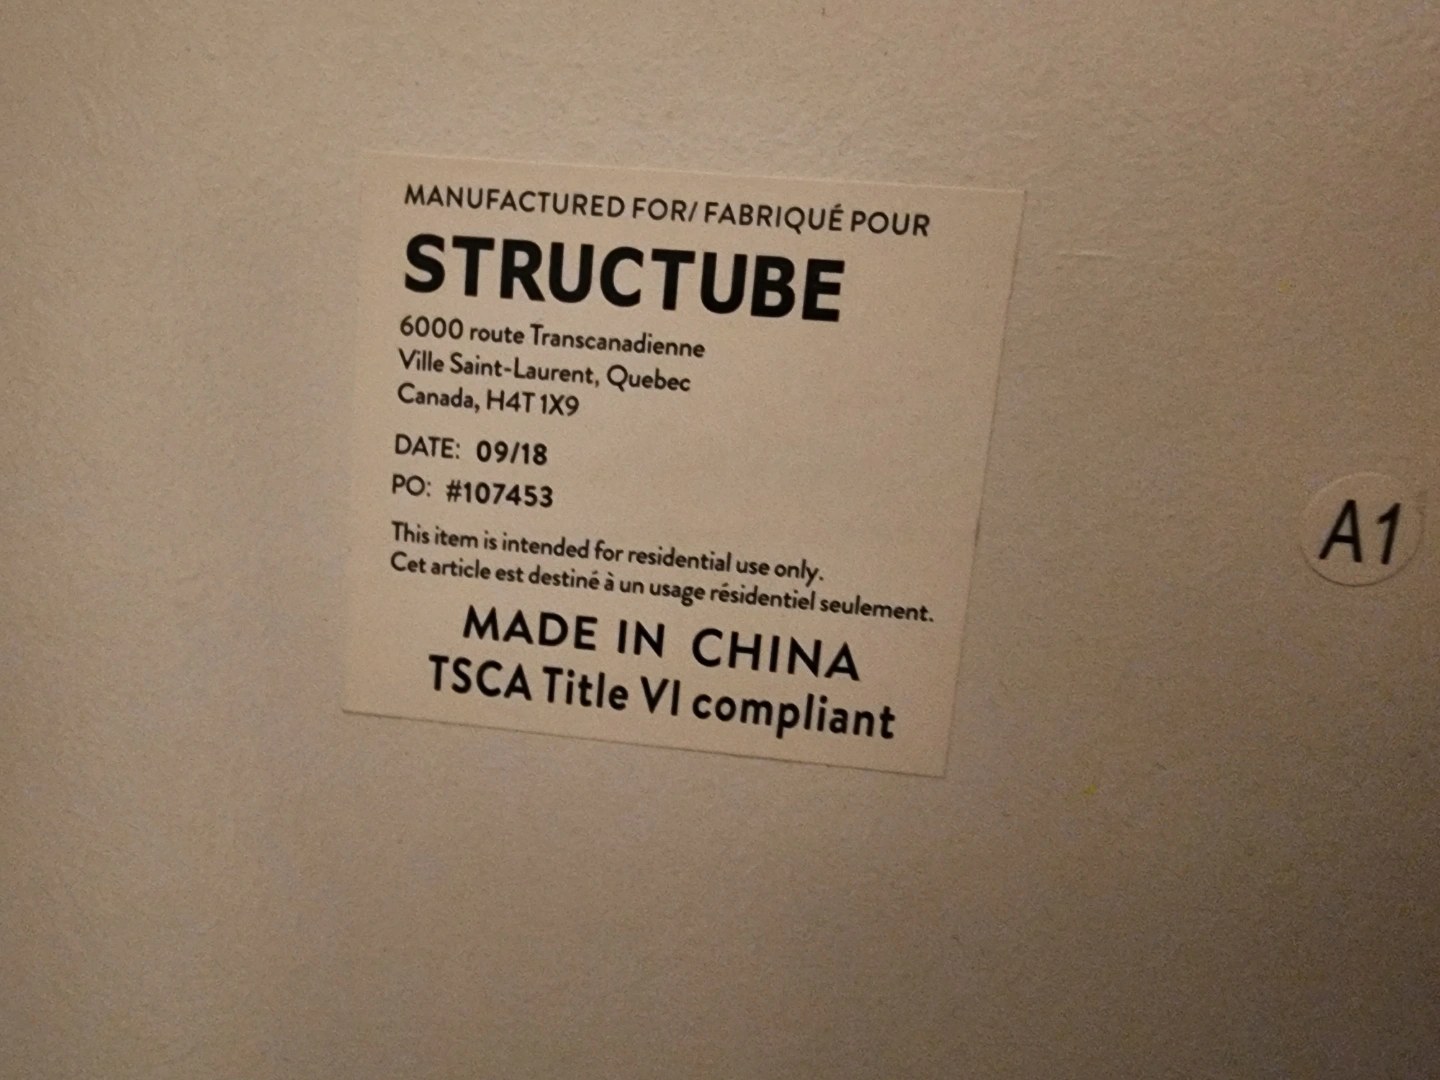 MANUFACTURED FOR/ FABRIQUÉ POUR
STRUCTUBE
6000 route Transcanadienne
Ville Saint-Laurent, Quebec
Canada, H4T 1X9
DATE: 09/18
PO: #107453
This item is intended for residential use only.
Cet article est destiné à un usage résidentiel seulement.
MADE IN CHINA
TSCA Title VI compliant
A1